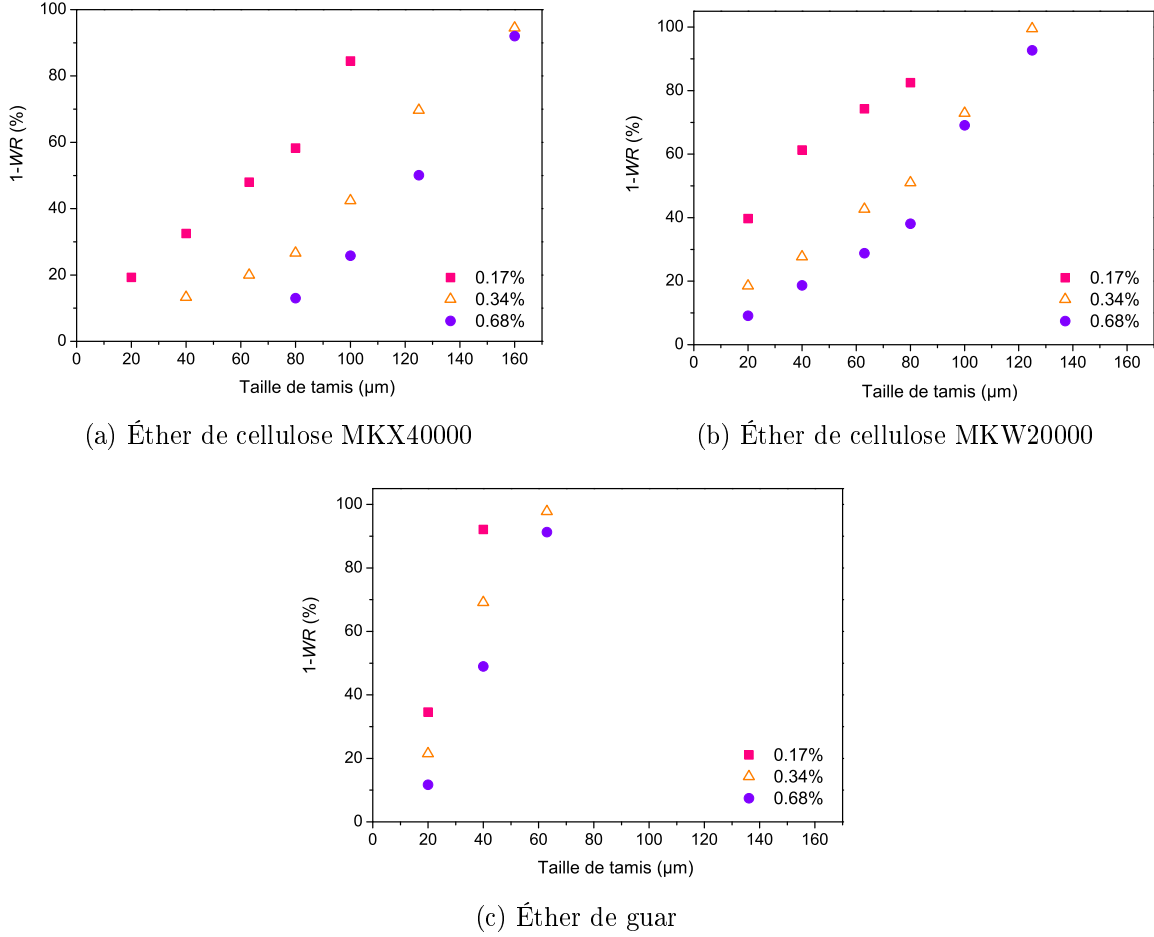 100
80
60
40
20
0
1-WR (%)
0 20 40 60 80 100 120 140 160
Taille de tamis (µm)
0.17%
0.34%
0.68%
(a) Éther de cellulose MKX40000
100
80
60
40
20
0
1-WR (%)
0 20 40 60 80 100 120 140 160
Taille de tamis (µm)
0.17%
0.34%
0.68%
(b) Éther de cellulose MKW20000
100
80
60
40
20
0
1-WR (%)
0 20 40 60 80 100 120 140 160
Taille de tamis (µm)
0.17%
0.34%
0.68%
(c) Éther de guar